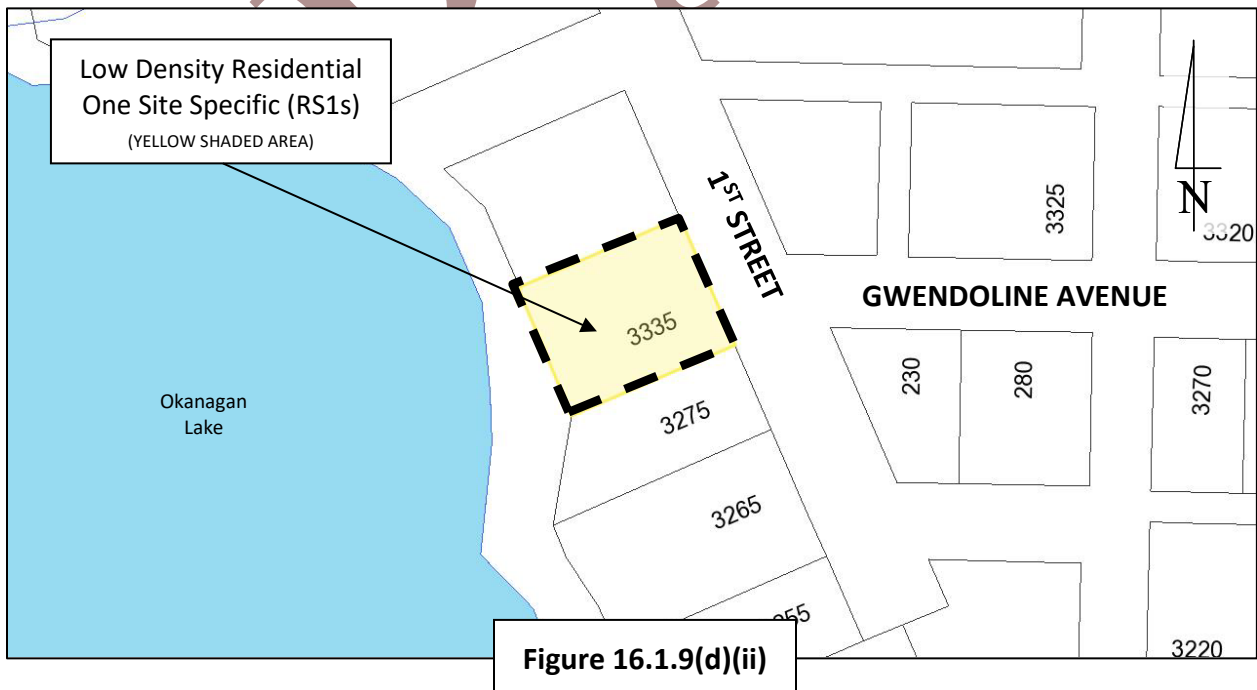 Low Density Residential
One Site Specific (RS1s)
(YELLOW SHADED AREA)
1ST STREET
3325
N
3320
GWENDOLINE AVENUE
3335
230
280
3270
Okanagan
Lake
3275
3265
Figure 16.1.9(d)(ii)
3220